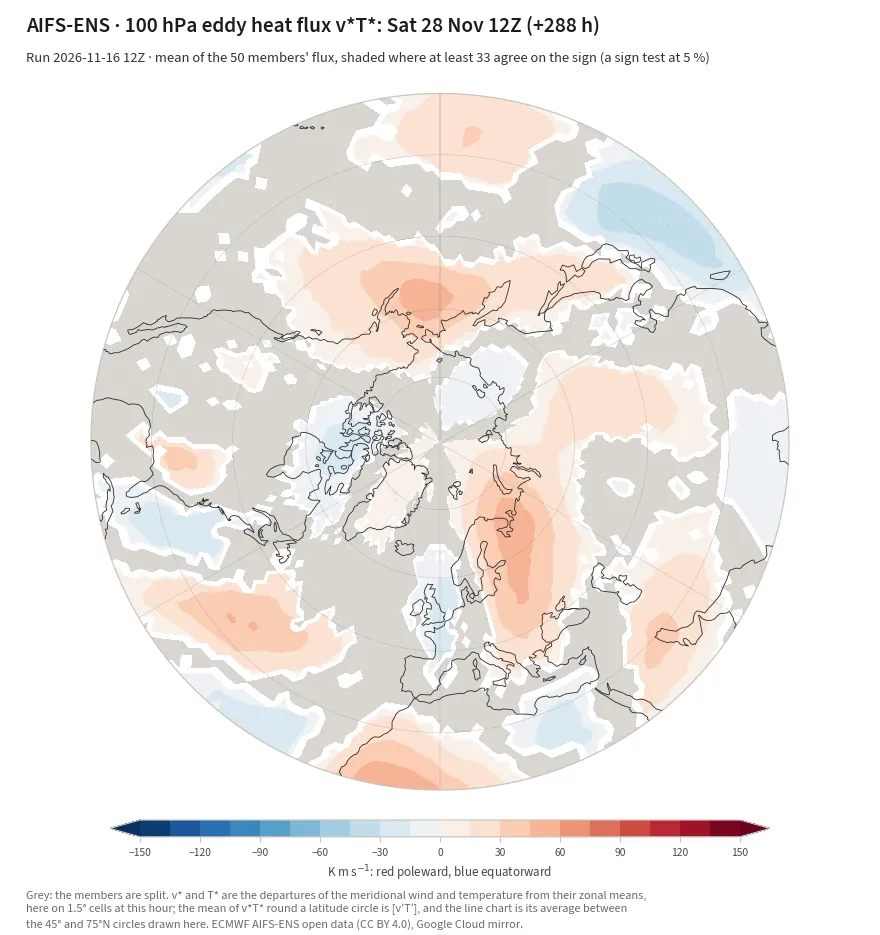 AIFS-ENS · 100 hPa eddy heat flux v*T*: Sat 28 Nov 12Z (+288 h)
Run 2026-11-16 12Z · mean of the 50 members' flux, shaded where at least 33 agree on the sign (a sign test at 5 %)
−150 −120 −90 −60 −30 0 30 60 90 120 150
K m s⁻¹: red poleward, blue equatorward
Grey: the members are split. v* and T* are the departures of the meridional wind and temperature from their zonal means,
here on 1.5° cells at this hour; the mean of v*T* round a latitude circle is [v′T′], and the line chart is its average between
the 45° and 75°N circles drawn here. ECMWF AIFS-ENS open data (CC BY 4.0), Google Cloud mirror.